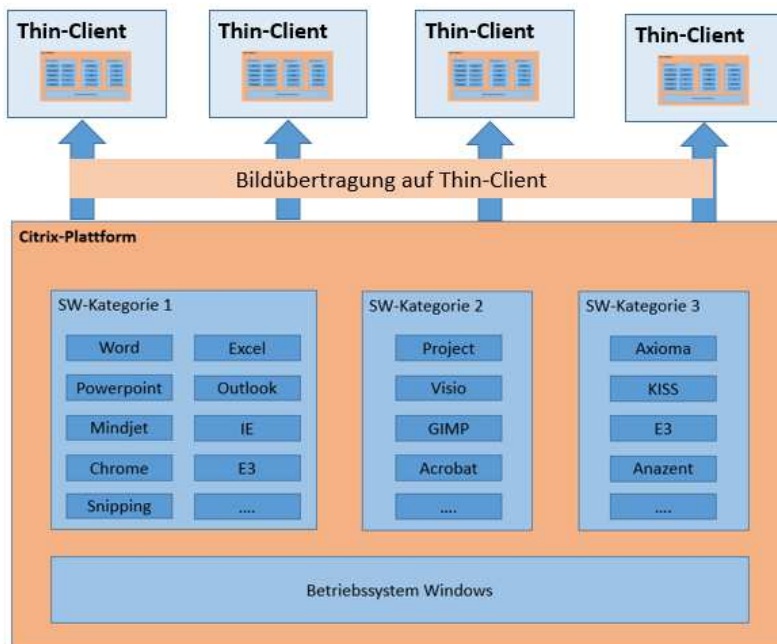 Thin-Client
Thin-Client
Thin-Client
Thin-Client
Bildübertragung auf Thin-Client
Citrix-Plattform
SW-Kategorie 1
Word
Excel
Powerpoint
Outlook
Mindjet
IE
Chrome
E3
Snipping
....
SW-Kategorie 2
Project
Visio
GIMP
Acrobat
....
SW-Kategorie 3
Axioma
KISS
E3
Anazent
....
Betriebssystem Windows